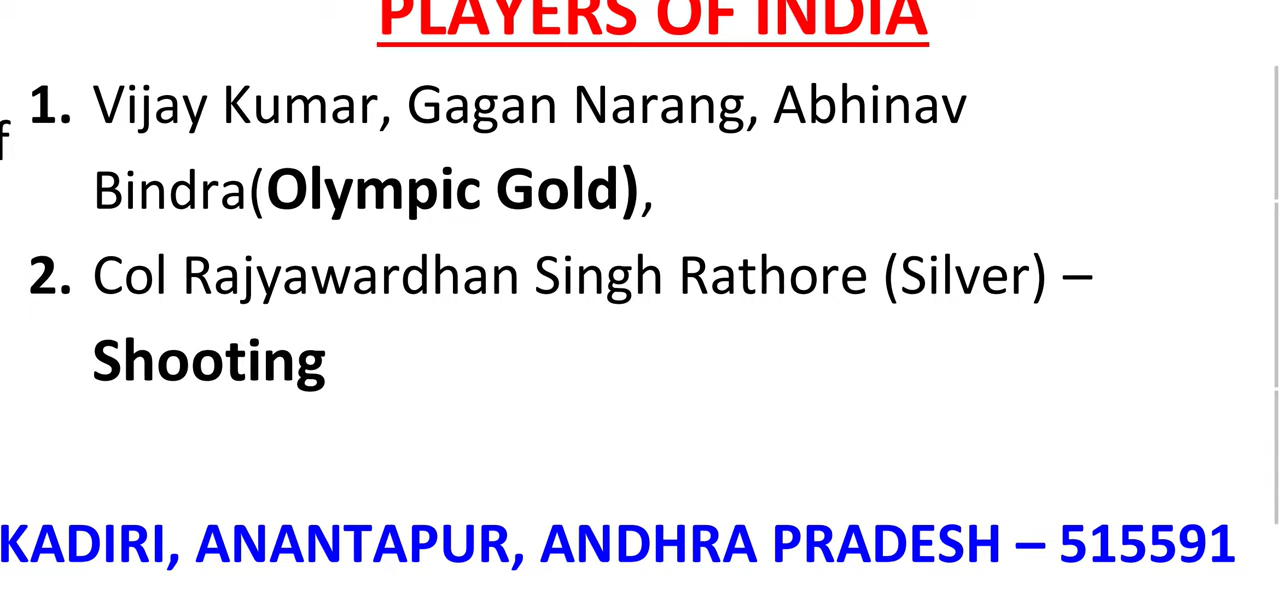 PLAYERS OF INDIA
1. Vijay Kumar, Gagan Narang, Abhinav
f
Bindra(Olympic Gold),
2. Col Rajyawardhan Singh Rathore (Silver) –
Shooting
KADIRI, ANANTAPUR, ANDHRA PRADESH – 515591